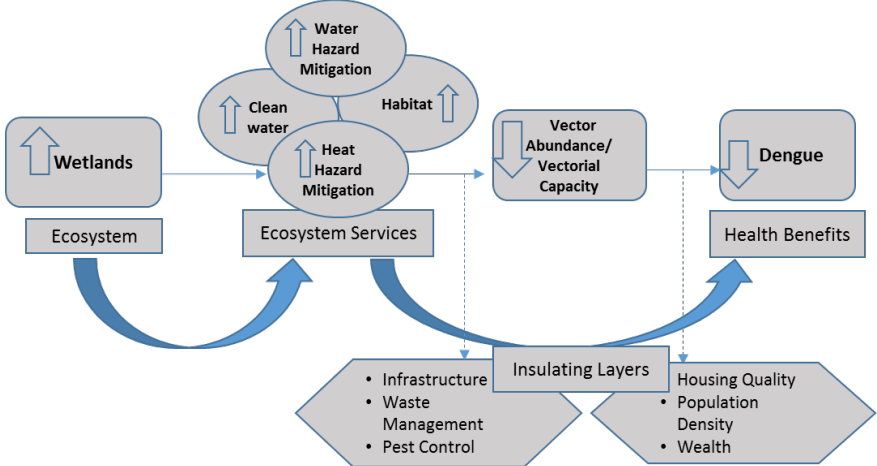 Water
Hazard
Mitigation
Clean
water
Habitat
Wetlands
Heat
Hazard
Mitigation
Vector
Abundance/
Vectorial
Capacity
Dengue
Ecosystem
Ecosystem Services
Health Benefits
Insulating Layers
• Infrastructure
• Waste
Management
• Pest Control
Housing Quality
• Population
Density
• Wealth